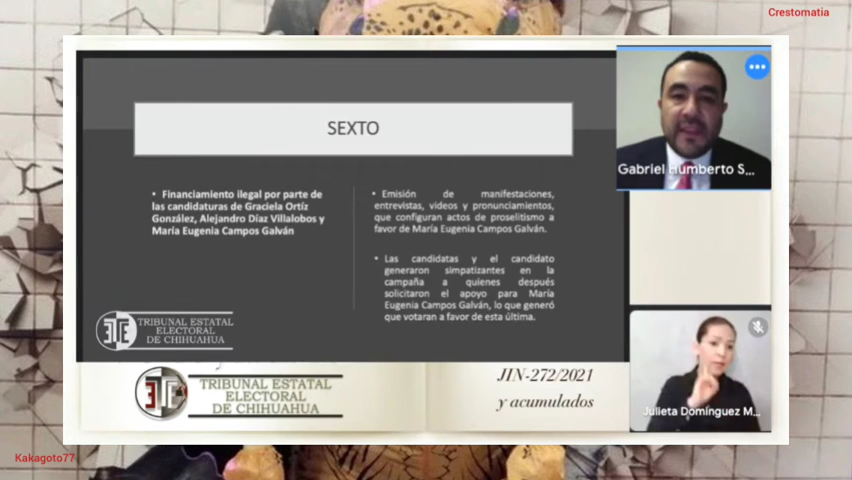 Crestomatia
SEXTO
• Financiamiento ilegal por parte de
las candidaturas de Graciela Ortíz
González, Alejandro Díaz Villalobos y
María Eugenia Campos Galván
• Emisión de manifestaciones,
entrevistas, videos y pronunciamientos,
que configuran actos de proselitismo a
favor de María Eugenia Campos Galván.
• Las candidatas y el candidato
generaron simpatizantes en la
campaña a quienes después
solicitaron el apoyo para María
Eugenia Campos Galván, lo que generó
que votaran a favor de esta última.
Gabriel Humberto S...
TRIBUNAL ESTATAL
ELECTORAL
DE CHIHUAHUA
TRIBUNAL ESTATAL
ELECTORAL
DE CHIHUAHUA
JIN-272/2021
y acumulados
Julieta Domínguez M...
Kakagoto77